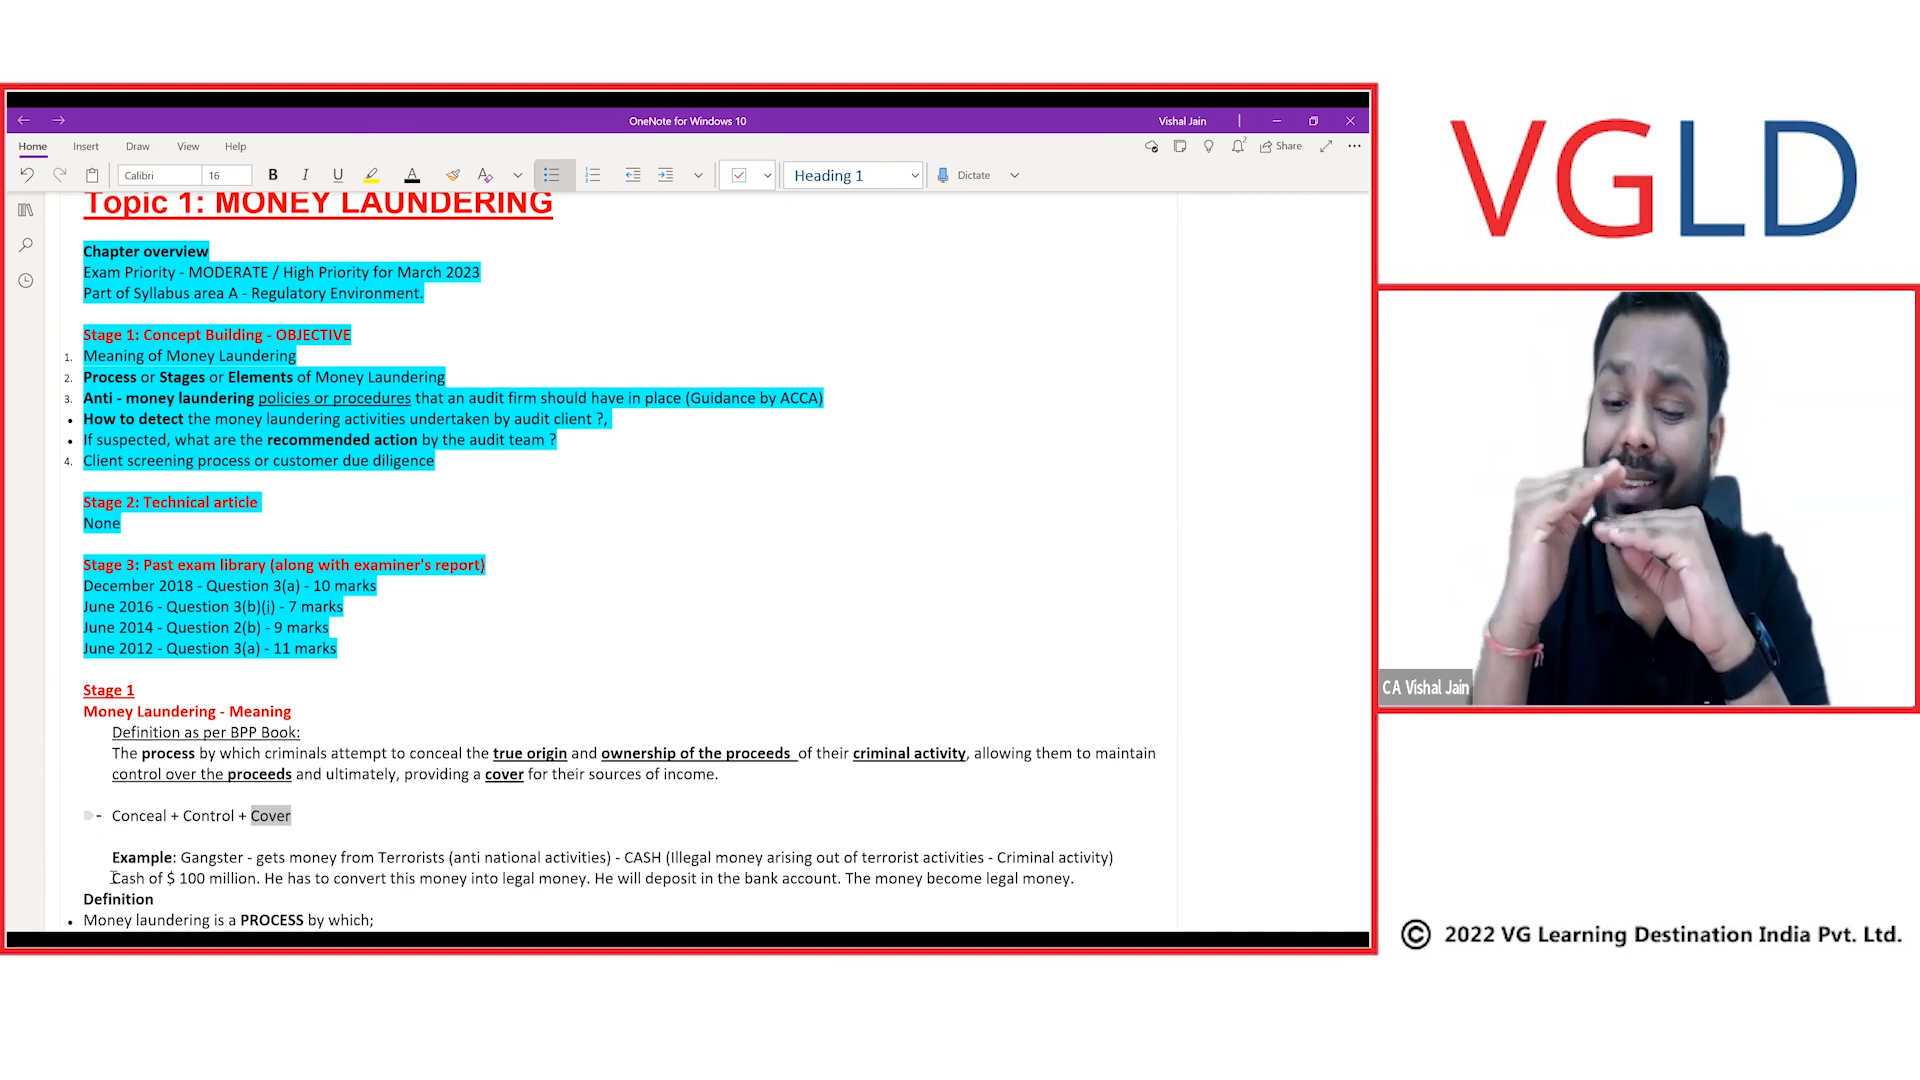 OneNote for Windows 10
Vishal Jain
Home Insert Draw View Help
Share
Calibri 16 B I U A Heading 1 Dictate
Topic 1: MONEY LAUNDERING
Chapter overview
Exam Priority - MODERATE / High Priority for March 2023
Part of Syllabus area A - Regulatory Environment.
Stage 1: Concept Building - OBJECTIVE
1. Meaning of Money Laundering
2. Process or Stages or Elements of Money Laundering
3. Anti - money laundering policies or procedures that an audit firm should have in place (Guidance by ACCA)
• How to detect the money laundering activities undertaken by audit client ?,
• If suspected, what are the recommended action by the audit team ?
4. Client screening process or customer due diligence
Stage 2: Technical article
None
Stage 3: Past exam library (along with examiner's report)
December 2018 - Question 3(a) - 10 marks
June 2016 - Question 3(b)(i) - 7 marks
June 2014 - Question 2(b) - 9 marks
June 2012 - Question 3(a) - 11 marks
Stage 1
Money Laundering - Meaning
Definition as per BPP Book:
The process by which criminals attempt to conceal the true origin and ownership of the proceeds of their criminal activity, allowing them to maintain
control over the proceeds and ultimately, providing a cover for their sources of income.
- Conceal + Control + Cover
Example: Gangster - gets money from Terrorists (anti national activities) - CASH (Illegal money arising out of terrorist activities - Criminal activity)
Cash of $ 100 million. He has to convert this money into legal money. He will deposit in the bank account. The money become legal money.
Definition
• Money laundering is a PROCESS by which;
VGLD
CA Vishal Jain
© 2022 VG Learning Destination India Pvt. Ltd.